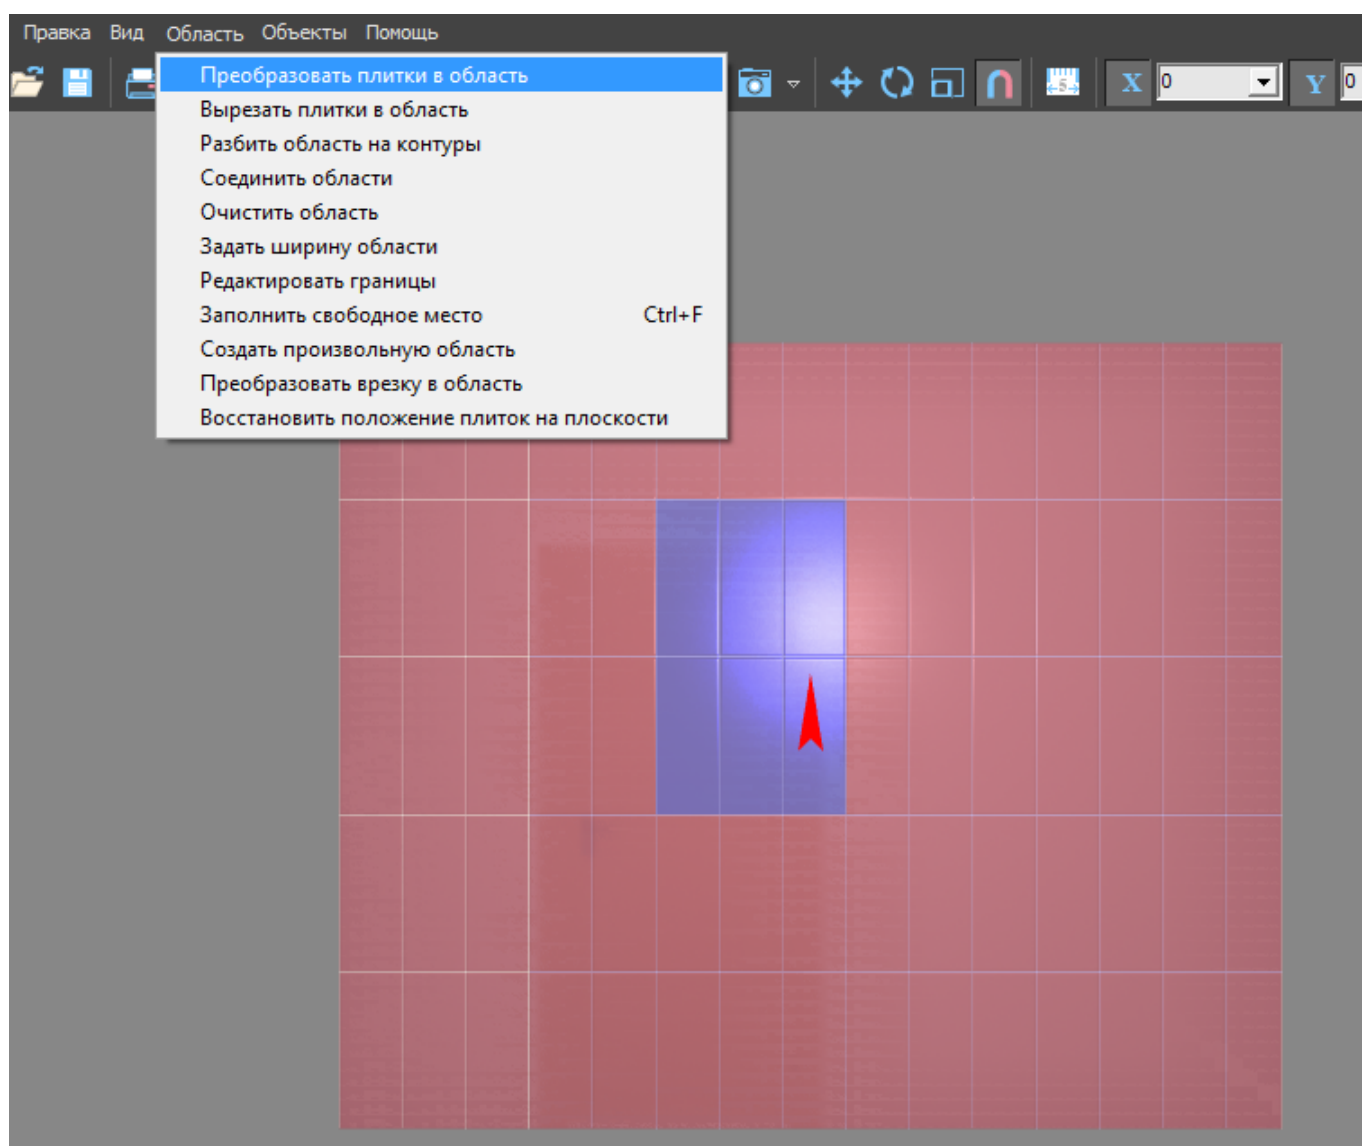 Правка Вид Область Объекты Помощь
5 X 0 Y 0
Преобразовать плитки в область
Вырезать плитки в область
Разбить область на контуры
Соединить области
Очистить область
Задать ширину области
Редактировать границы
Заполнить свободное место Ctrl+F
Создать произвольную область
Преобразовать врезку в область
Восстановить положение плиток на плоскости